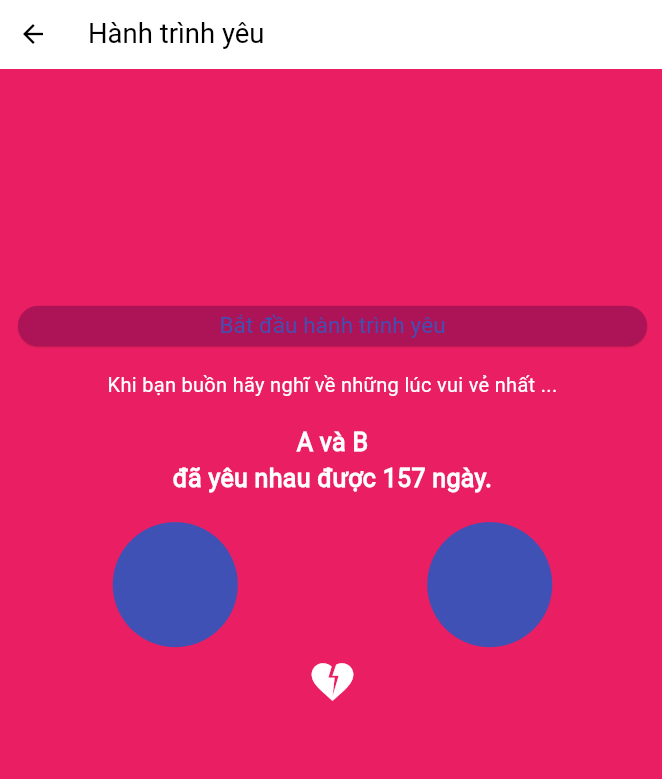 Hành trình yêu
Bắt đầu hành trình yêu
Khi bạn buồn hãy nghĩ về những lúc vui vẻ nhất ...
A và B
đã yêu nhau được 157 ngày.